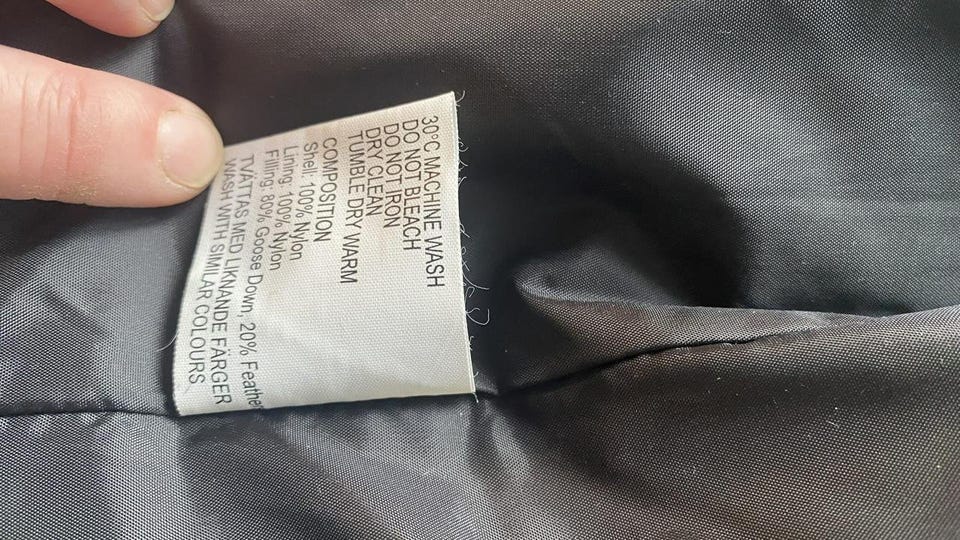 30°C MACHINE WASH
DO NOT BLEACH
DO NOT IRON
DRY CLEAN
TUMBLE DRY WARM
COMPOSITION
Shell: 100% Nylon
Lining: 100% Nylon
Filling: 80% Goose Down, 20% Feather
TVÄTTAS MED LIKNANDE FÄRGER
WASH WITH SIMILAR COLOURS